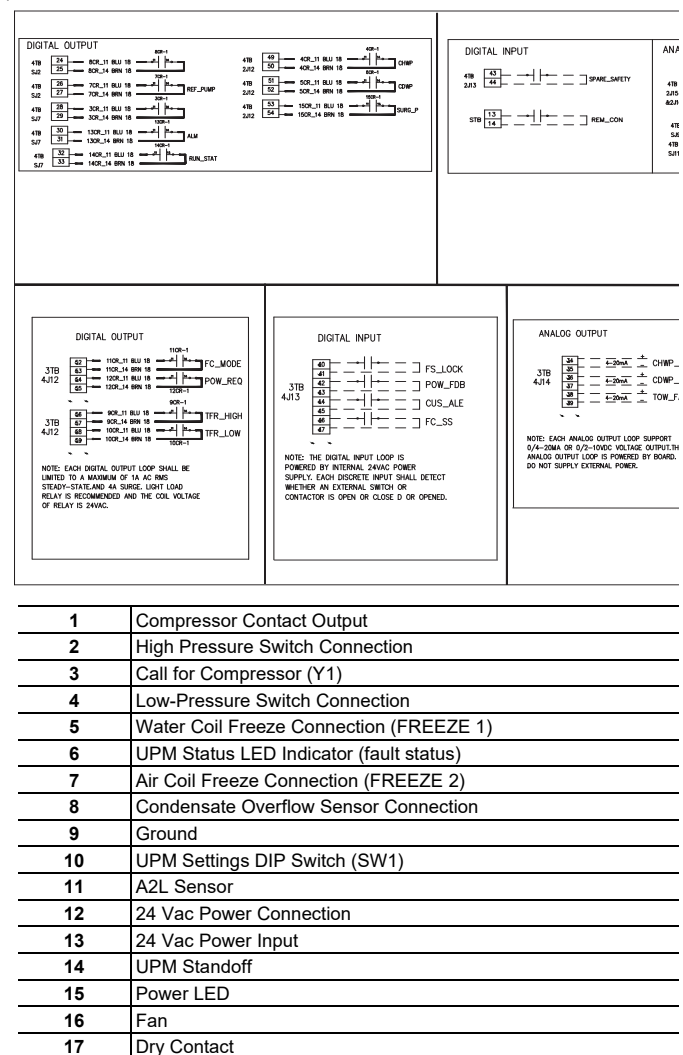 DIGITAL OUTPUT
4TB 24 8CR_11 BLU 18 8CR-1
5J2 25 8CR_14 BRN 18
4TB 26 7CR_11 BLU 18 7CR-1 REF_PUMP
5J2 27 7CR_14 BRN 18
4TB 28 3CR_11 BLU 18 3CR-1
5J7 29 3CR_14 BRN 18
4TB 30 13CR_11 BLU 18 13CR-1 ALM
5J7 31 13CR_14 BRN 18
4TB 32 14CR_11 BLU 18 14CR-1 RUN_STAT
5J7 33 14CR_14 BRN 18
4TB 49 4CR_11 BLU 18 4CR-1 CHWP
2J12 50 4CR_14 BRN 18
4TB 51 5CR_11 BLU 18 CDWP
2J12 52 5CR_14 BRN 18
4TB 53 15CR_11 BLU 18 15CR-1 SURG_P
2J12 54 15CR_14 BRN 18
DIGITAL INPUT
4TB 43 SPARE_SAFETY
2J13 44
STB 13 REM_CON
14
ANA
4TB
2J15
&2J1
4TB
4TB
5J11
DIGITAL OUTPUT
11CR-1
3TB 62 11CR_11 BLU 18 FC_MODE
4J12 63 11CR_14 BRN 18
64 12CR_11 BLU 18 POW_REQ
65 12CR_14 BRN 18 12CR-1
9CR-1
3TB 66 9CR_11 BLU 18 TFR_HIGH
4J12 67 9CR_14 BRN 18
68 10CR_11 BLU 18 TFR_LOW
69 10CR_14 BRN 18 10CR-1
NOTE: EACH DIGITAL OUTPUT LOOP SHALL BE
LIMITED TO A MAXIMUM OF 1A AC RMS
STEADY-STATE.AND 4A SURGE. LIGHT LOAD
RELAY IS RECOMMENDED AND THE COIL VOLTAGE
OF RELAY IS 24VAC.
DIGITAL INPUT
3TB 40 FS_LOCK
4J13 41
42 POW_FDB
43
44 CUS_ALE
45
46 FC_SS
47
NOTE: THE DIGITAL INPUT LOOP IS
POWERED BY INTERNAL 24VAC POWER
SUPPLY. EACH DISCRETE INPUT SHALL DETECT
WHETHER AN EXTERNAL SWITCH OR
CONTACTOR IS OPEN OR CLOSE D OR OPENED.
ANALOG OUTPUT
3TB 34 4-20mA + CHWP_
4J14 35 -
36 4-20mA + CDWP_
37 -
38 4-20mA + TOW_FA
39 -
NOTE: EACH ANALOG OUTPUT LOOP SUPPORT
0/4-20MA OR 0/2-10VDC VOLTAGE OUTPUT.TH
ANALOG OUTPUT LOOP IS POWERED BY BOARD.
DO NOT SUPPLY EXTERNAL POWER.
1 Compressor Contact Output
2 High Pressure Switch Connection
3 Call for Compressor (Y1)
4 Low-Pressure Switch Connection
5 Water Coil Freeze Connection (FREEZE 1)
6 UPM Status LED Indicator (fault status)
7 Air Coil Freeze Connection (FREEZE 2)
8 Condensate Overflow Sensor Connection
9 Ground
10 UPM Settings DIP Switch (SW1)
11 A2L Sensor
12 24 Vac Power Connection
13 24 Vac Power Input
14 UPM Standoff
15 Power LED
16 Fan
17 Dry Contact